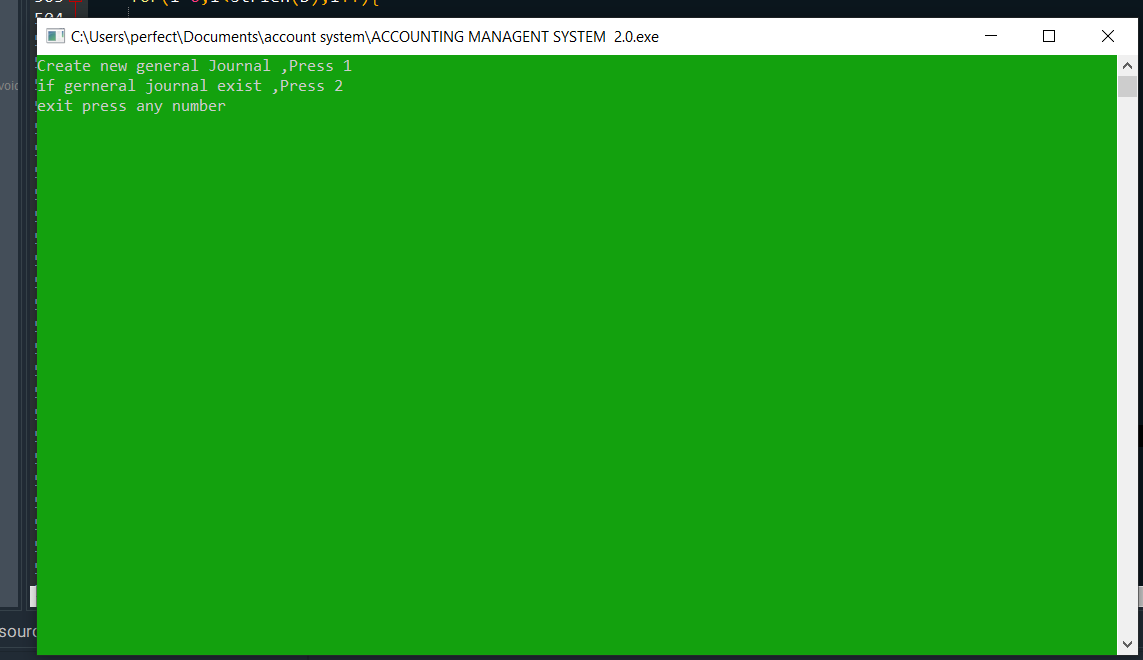 504
C:\Users\perfect\Documents\account system\ACCOUNTING MANAGENT SYSTEM  2.0.exe
Create new general Journal ,Press 1
if gerneral journal exist ,Press 2
exit press any number